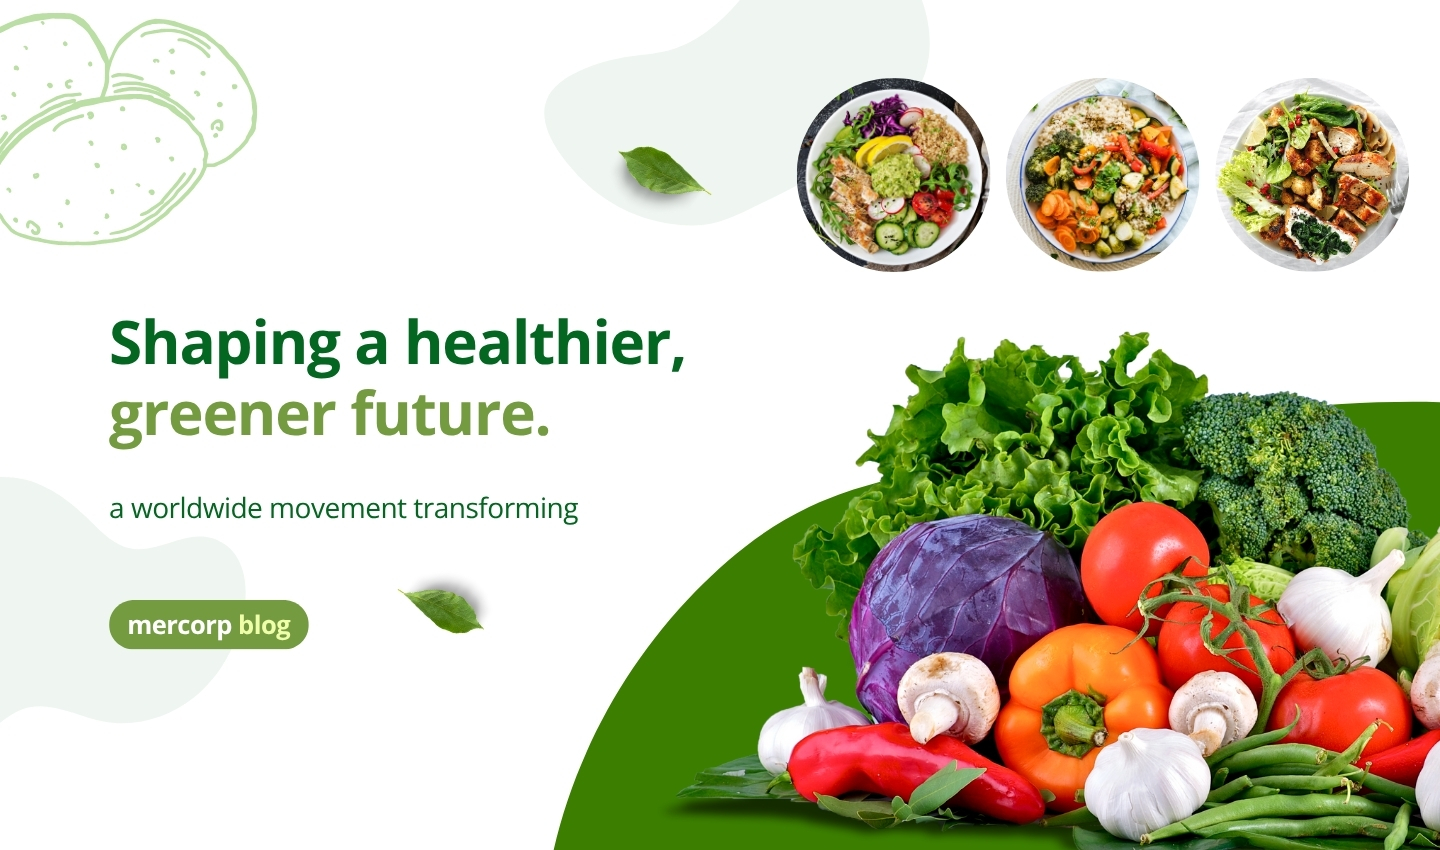 Shaping a healthier,
greener future.
a worldwide movement transforming
mercorp blog